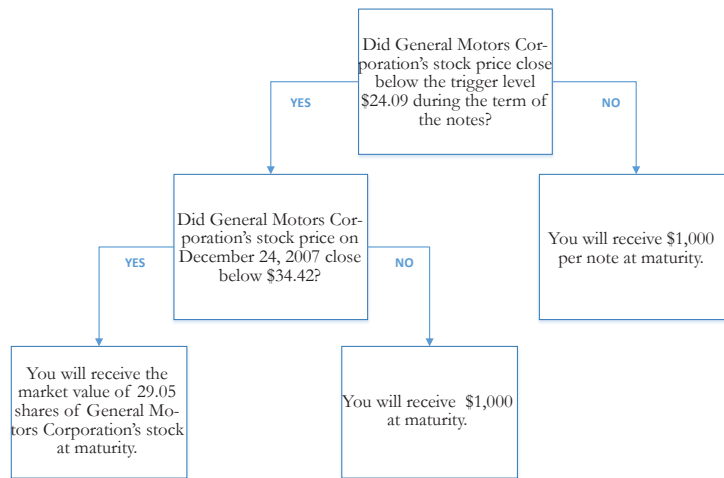 Did General Motors Cor-
poration's stock price close
below the trigger level
$24.09 during the term of
the notes?
YES
NO
Did General Motors Cor-
poration's stock price on
December 24, 2007 close
below $34.42?
You will receive $1,000
per note at maturity.
YES
NO
You will receive the
market value of 29.05
shares of General Mo-
tors Corporation's stock
at maturity.
You will receive $1,000
at maturity.